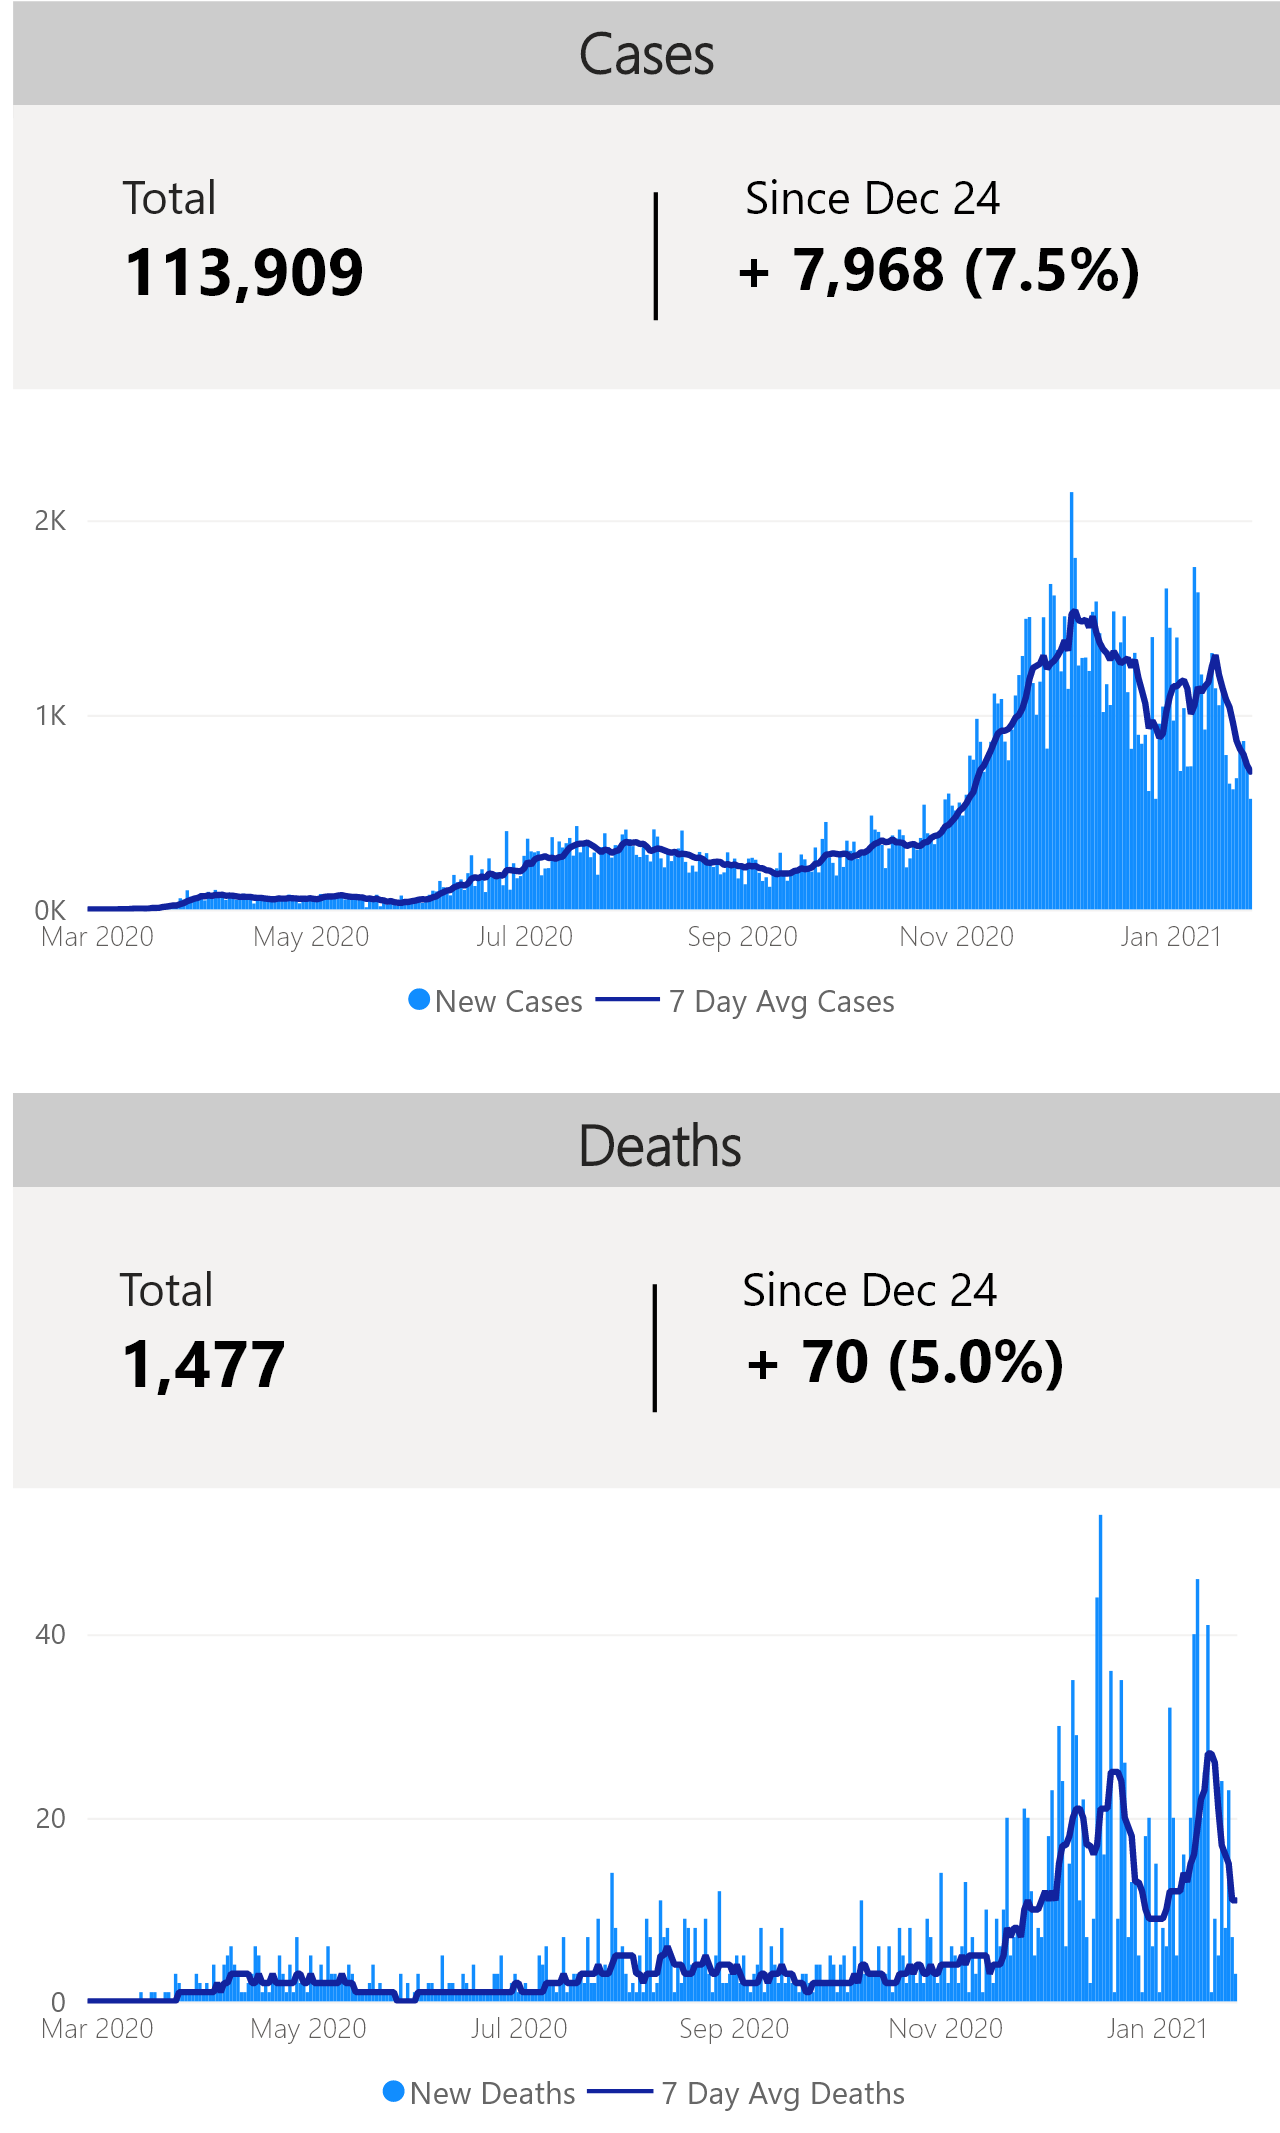 Cases
Total
Since Dec 24
113,909
+ 7,968 (7.5%)
2K
1K
0K
Mar 2020
May 2020
Jul 2020
Sep 2020
Nov 2020
Jan 2021
New Cases
7 Day Avg Cases
Deaths
Total
Since Dec 24
1,477
+ 70 (5.0%)
40
20
0
Mar 2020
May 2020
Jul 2020
Sep 2020
Nov 2020
Jan 2021
New Deaths
7 Day Avg Deaths